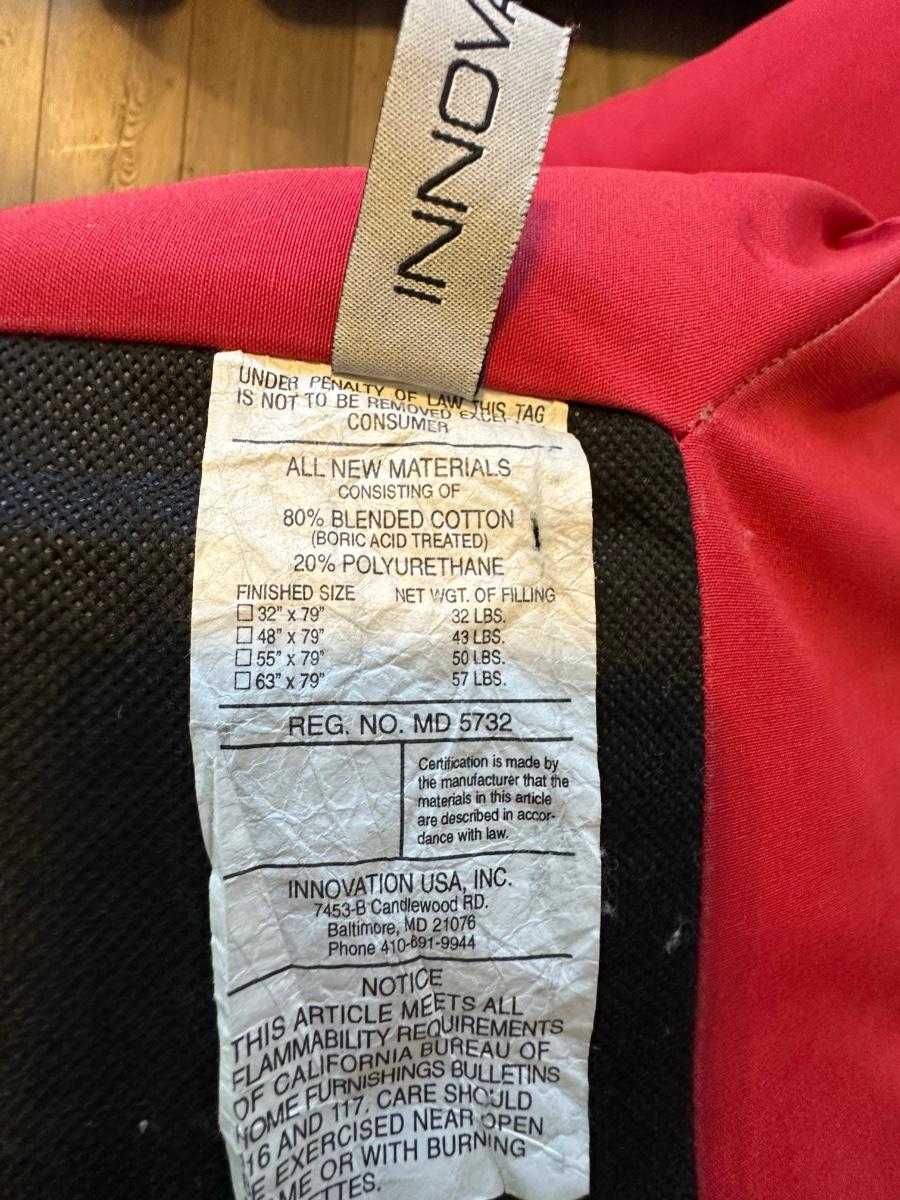 INNOVA
UNDER PENALTY OF LAW THIS TAG
IS NOT TO BE REMOVED
CONSUMER
ALL NEW MATERIALS
CONSISTING OF
80% BLENDED COTTON
(BORIC ACID TREATED)
20% POLYURETHANE
FINISHED SIZE NET WGT. OF FILLING
☐ 32" x 79" 32 LBS.
☐ 48" x 79" 43 LBS.
☐ 55" x 79" 50 LBS.
☐ 63" x 79" 57 LBS.
REG. NO. MD 5732
Certification is made by
the manufacturer that the
materials in this article
are described in accor-
dance with law.
INNOVATION USA, INC.
7453-B Candlewood RD.
Baltimore, MD 21076
Phone 410-691-9944
NOTICE
THIS ARTICLE MEETS ALL
FLAMMABILITY REQUIREMENTS
OF CALIFORNIA BUREAU OF
HOME FURNISHINGS BULLETINS
116 AND 117. CARE SHOULD
BE EXERCISED NEAR OPEN
OR WITH BURNING